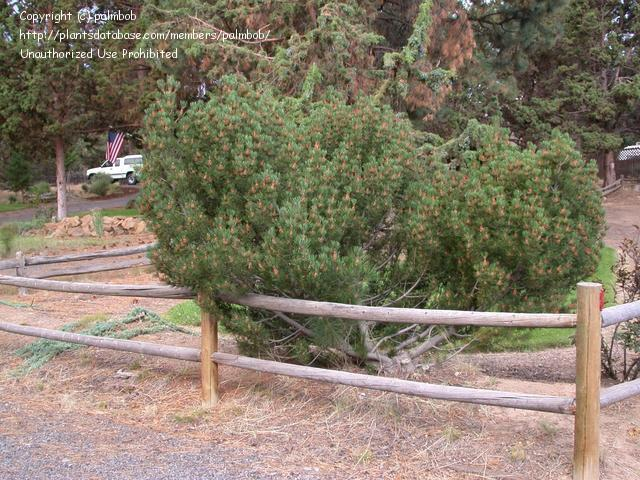 Copyright (c) palmbob
http://plantsdatabase.com/members/palmbob/
Unauthorized Use Prohibited